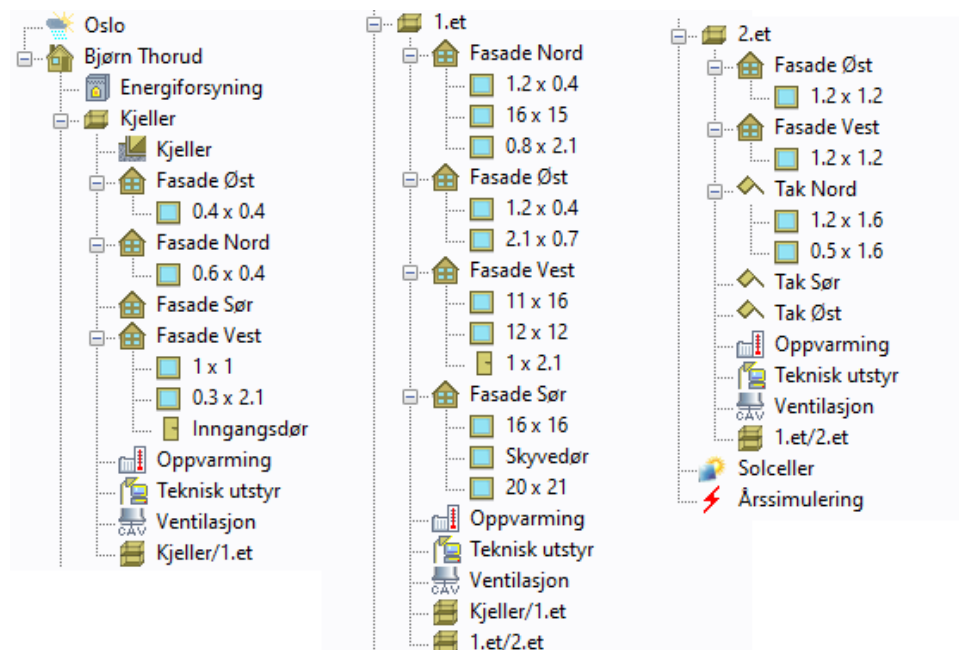 Oslo
Bjørn Thorud
Energiforsyning
Kjeller
Kjeller
Fasade Øst
0.4 x 0.4
Fasade Nord
0.6 x 0.4
Fasade Sør
Fasade Vest
1 x 1
0.3 x 2.1
Inngangsdør
Oppvarming
Teknisk utstyr
CAV Ventilasjon
Kjeller/1.et
1.et
Fasade Nord
1.2 x 0.4
16 x 15
0.8 x 2.1
Fasade Øst
1.2 x 0.4
2.1 x 0.7
Fasade Vest
11 x 16
12 x 12
1 x 2.1
Fasade Sør
16 x 16
Skyvedør
20 x 21
Oppvarming
Teknisk utstyr
CAV Ventilasjon
Kjeller/1.et
1.et/2.et
2.et
Fasade Øst
1.2 x 1.2
Fasade Vest
1.2 x 1.2
Tak Nord
1.2 x 1.6
0.5 x 1.6
Tak Sør
Tak Øst
Oppvarming
Teknisk utstyr
CAV Ventilasjon
1.et/2.et
Solceller
Årssimulering